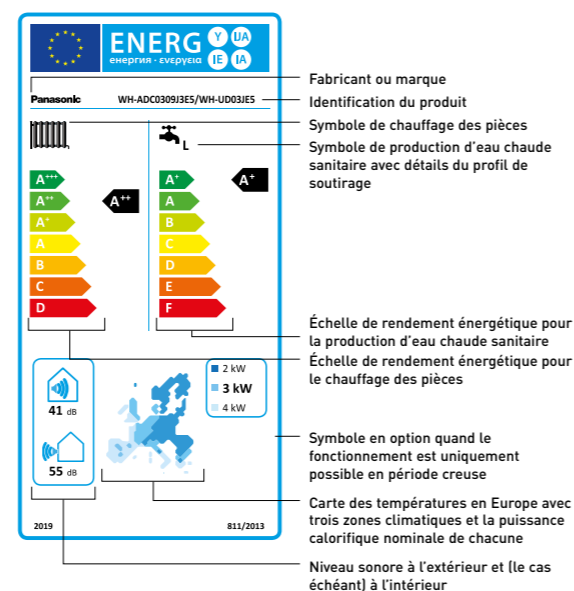 ENERG Y IJA
енергия · ενεργεια IE IA
Panasonic WH-ADC0309J3E5/WH-UD03JE5
L
A+++
A++
A+
A
B
C
D
A++
A+
A
B
C
D
E
F
A+
41 dB
55 dB
2 kW
3 kW
4 kW
2019 811/2013
Fabricant ou marque
Identification du produit
Symbole de chauffage des pièces
Symbole de production d’eau chaude
sanitaire avec détails du profil de
soutirage
Échelle de rendement énergétique pour
la production d’eau chaude sanitaire
Échelle de rendement énergétique pour
le chauffage des pièces
Symbole en option quand le
fonctionnement est uniquement
possible en période creuse
Carte des températures en Europe avec
trois zones climatiques et la puissance
calorifique nominale de chacune
Niveau sonore à l’extérieur et (le cas
échéant) à l’intérieur